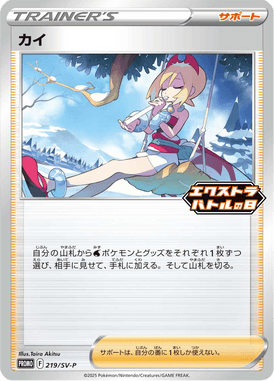 TRAINER'S
サポート
カイ
エクストラ
バトルの日
自分の山札から水ポケモンとグッズをそれぞれ1枚ずつ
選び、相手に見せて、手札に加える。そして山札を切る。
Illus.Taira Akitsu
PROMO F 219/SV-P
サポートは、自分の番に1枚しか使えない。
©2025 Pokémon/Nintendo/Creatures/GAME FREAK.